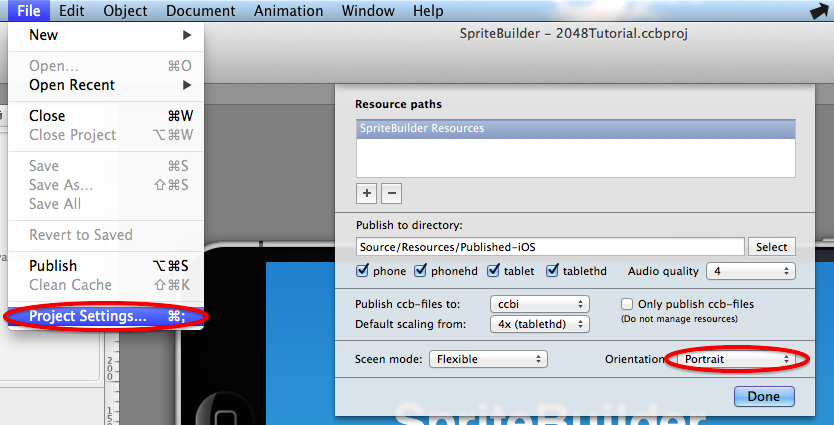 File Edit Object Document Animation Window Help
SpriteBuilder – 2048Tutorial.ccbproj
New
Open... ⌘O
Open Recent
Close ⌘W
Close Project ⌥⌘W
Save ⌘S
Save As... ⇧⌘S
Save All
Revert to Saved
Publish ⌥⌘S
Clean Cache ⇧⌘K
Project Settings... ⌘;
Resource paths
SpriteBuilder Resources
+ −
Publish to directory:
Source/Resources/Published-iOS Select
phone phonehd tablet tablethd Audio quality 4
Publish ccb-files to: ccbi Only publish ccb-files
(Do not manage resources)
Default scaling from: 4x (tablethd)
Sceen mode: Flexible Orientation Portrait
Done
SpriteBuilder
200